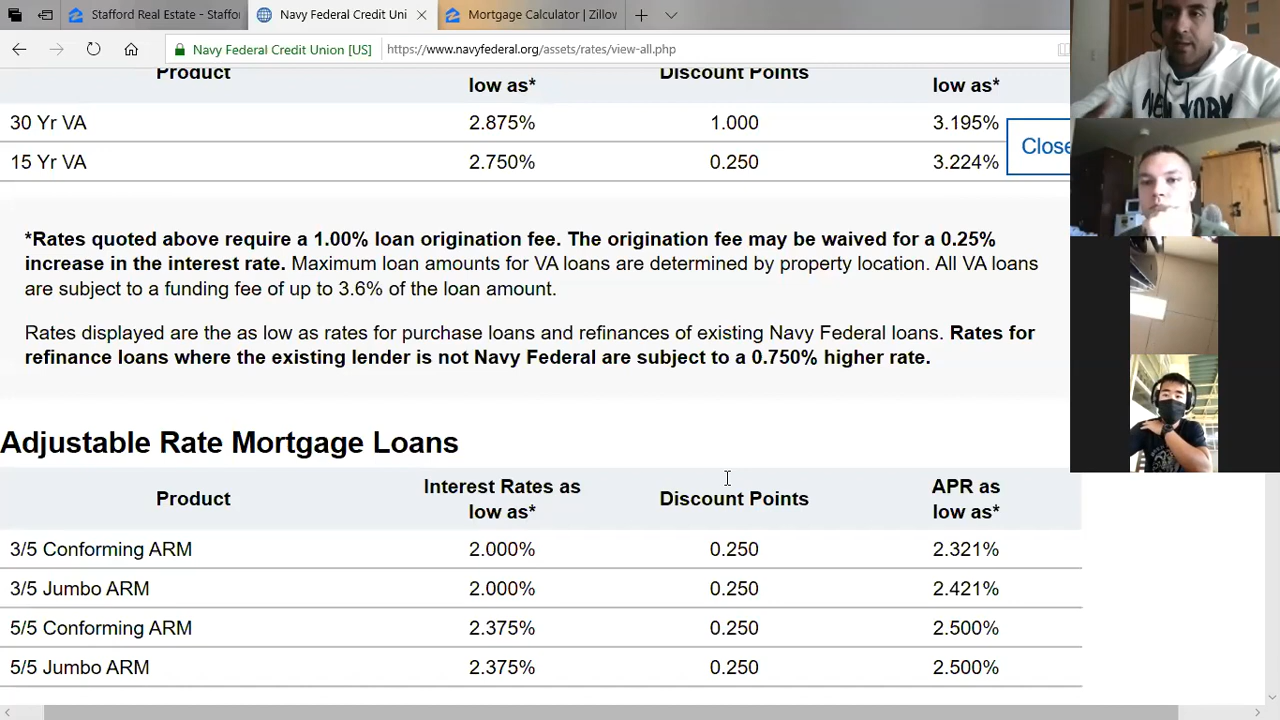 Stafford Real Estate - Staffor
Navy Federal Credit Uni
Mortgage Calculator | Zillow
Navy Federal Credit Union [US]
https://www.navyfederal.org/assets/rates/view-all.php
Product low as* Discount Points low as*
30 Yr VA 2.875% 1.000 3.195%
15 Yr VA 2.750% 0.250 3.224%
Close
*Rates quoted above require a 1.00% loan origination fee. The origination fee may be waived for a 0.25%
increase in the interest rate. Maximum loan amounts for VA loans are determined by property location. All VA loans
are subject to a funding fee of up to 3.6% of the loan amount.
Rates displayed are the as low as rates for purchase loans and refinances of existing Navy Federal loans. Rates for
refinance loans where the existing lender is not Navy Federal are subject to a 0.750% higher rate.
Adjustable Rate Mortgage Loans
Product Interest Rates as low as* Discount Points APR as low as*
3/5 Conforming ARM 2.000% 0.250 2.321%
3/5 Jumbo ARM 2.000% 0.250 2.421%
5/5 Conforming ARM 2.375% 0.250 2.500%
5/5 Jumbo ARM 2.375% 0.250 2.500%
NEW YORK